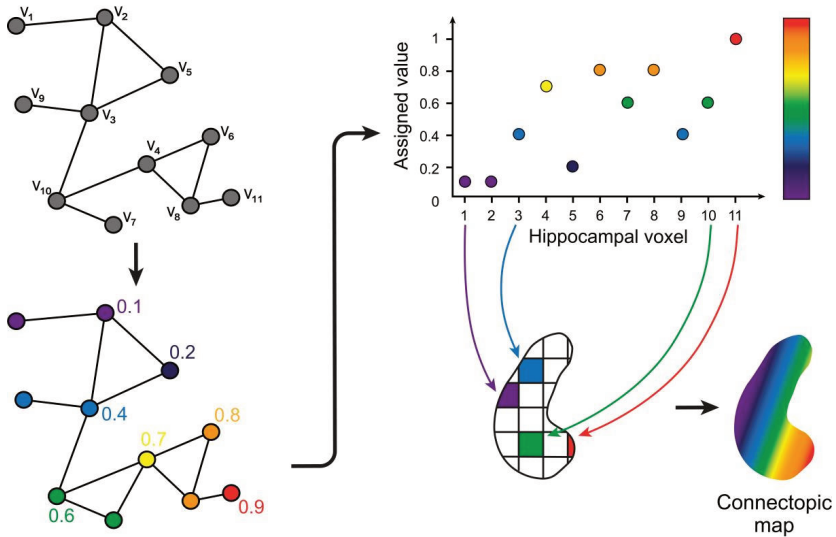 V1
V2
V5
V9
V3
V4
V6
V10
V8
V11
V7
0.1
0.2
0.4
0.7
0.8
0.6
0.9
Assigned value
1
0.8
0.6
0.4
0.2
0
1 2 3 4 5 6 7 8 9 10 11
Hippocampal voxel
Connectopic
map